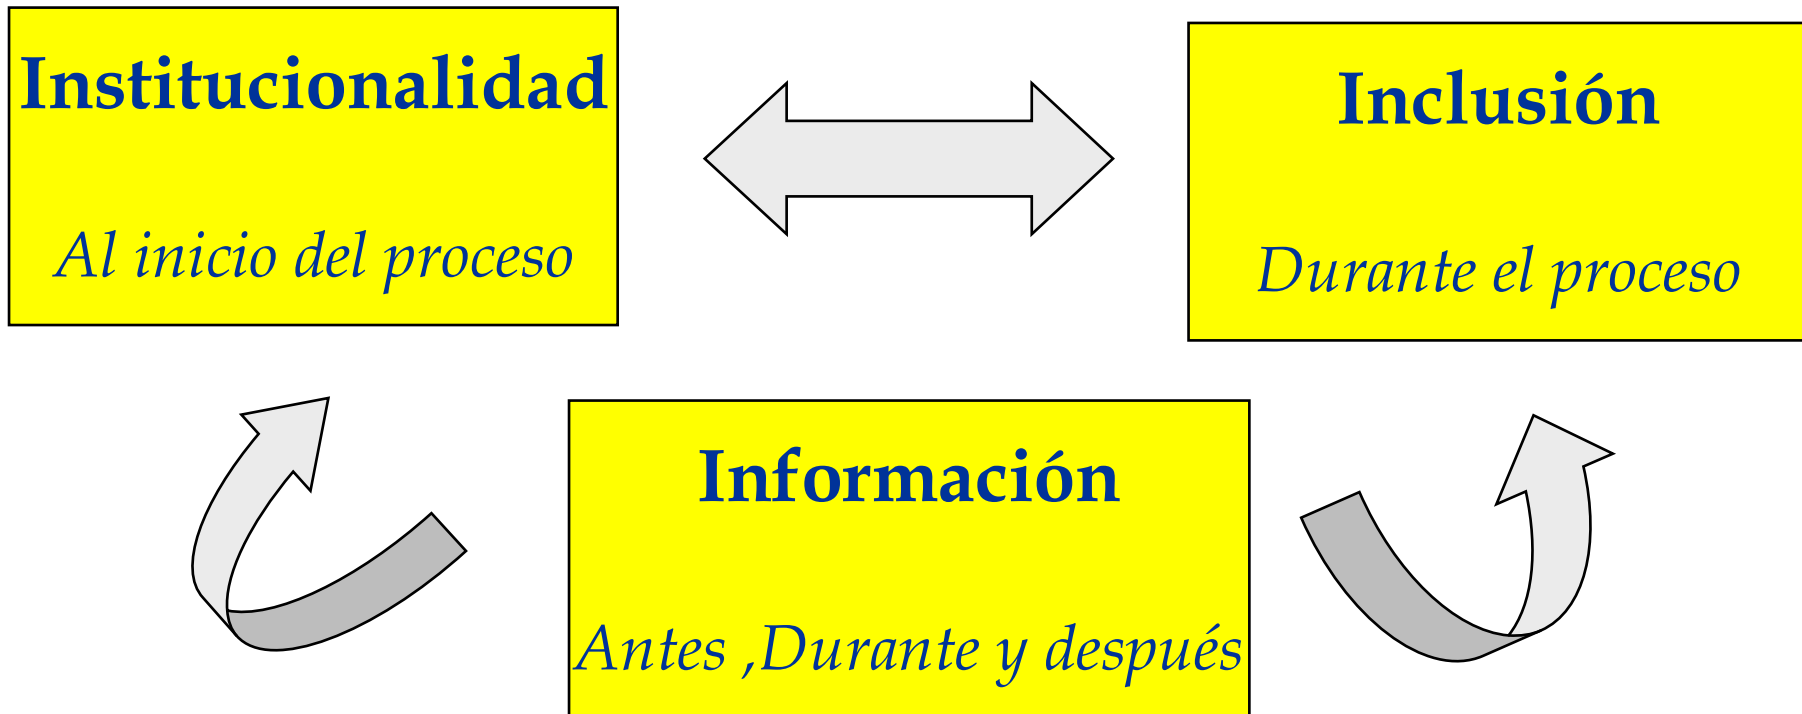 Institucionalidad
Al inicio del proceso
Inclusión
Durante el proceso
Información
Antes ,Durante y después